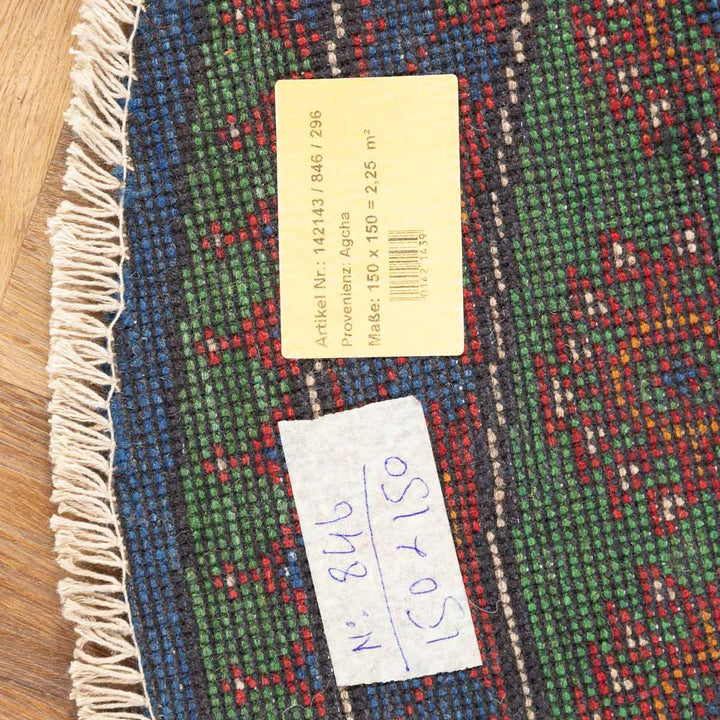 Artikel Nr.: 142143 / 846 / 296
Provenienz: Agcha
Maße: 150 x 150 = 2,25 m²
N°: 846
150 x 150